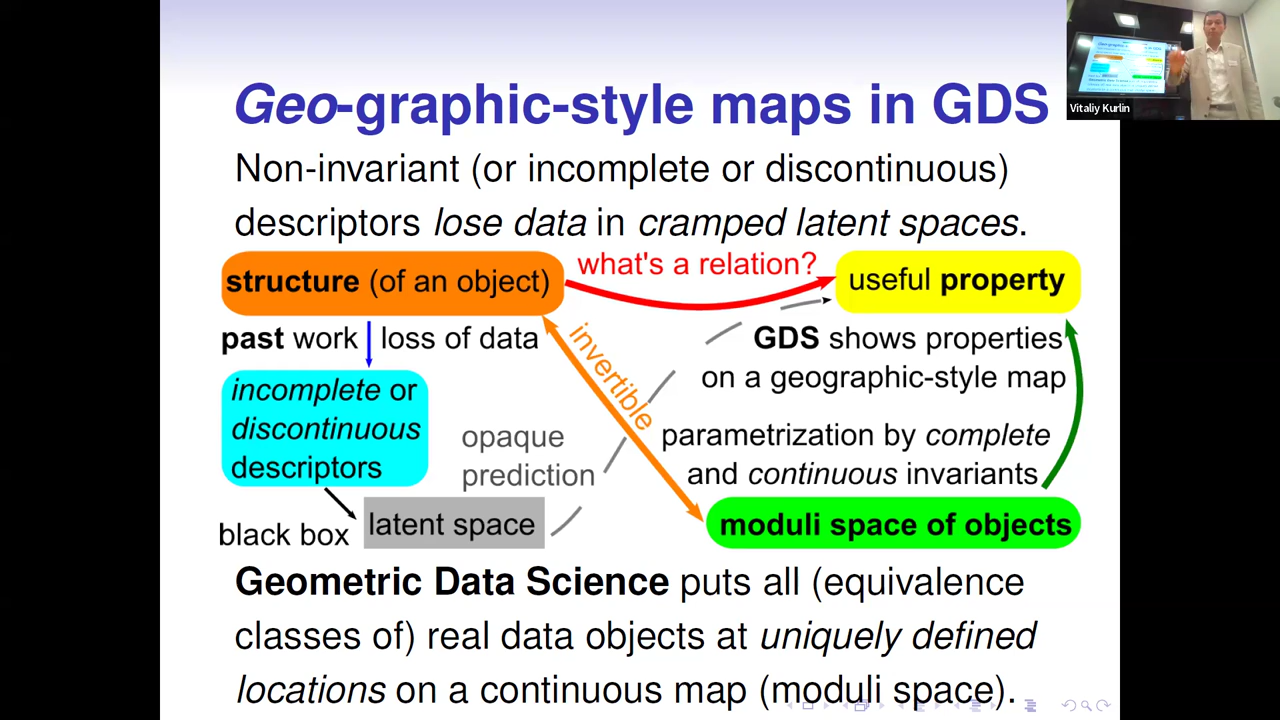 Geo-graphic-style maps in GDS
Vitaliy Kurlin
Non-invariant (or incomplete or discontinuous)
descriptors lose data in cramped latent spaces.
structure (of an object)
what's a relation?
useful property
past work
loss of data
invertible
GDS shows properties
on a geographic-style map
incomplete or
discontinuous
descriptors
opaque
prediction
parametrization by complete
and continuous invariants
black box
latent space
moduli space of objects
Geometric Data Science puts all (equivalence
classes of) real data objects at uniquely defined
locations on a continuous map (moduli space).